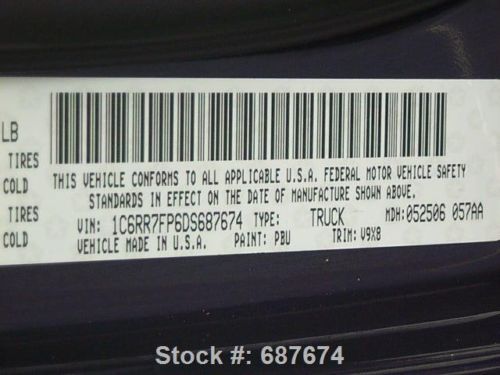 LB
TIRES
COLD
THIS VEHICLE CONFORMS TO ALL APPLICABLE U.S.A. FEDERAL MOTOR VEHICLE SAFETY
STANDARDS IN EFFECT ON THE DATE OF MANUFACTURE SHOWN ABOVE.
TIRES
VIN: 1C6RR7FP6DS687674 TYPE: TRUCK MDH:052506 057AA
COLD
VEHICLE MADE IN U.S.A. PAINT: PBU TRIM: V9X8
Stock #: 687674